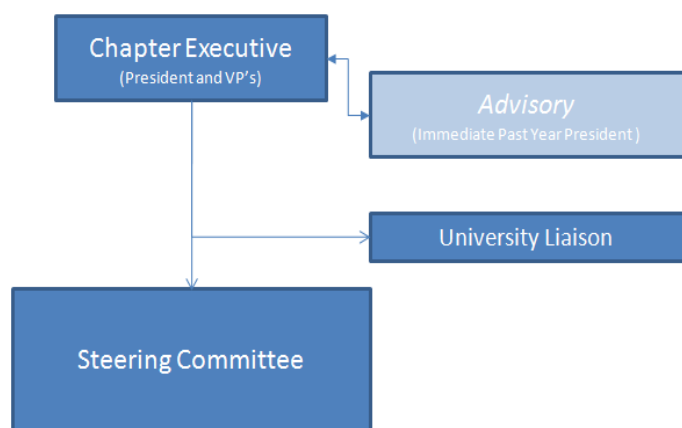 Chapter Executive
(President and VP's)
Advisory
(Immediate Past Year President )
University Liaison
Steering Committee